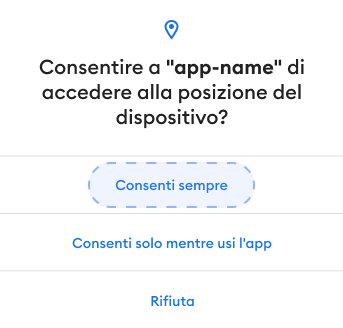 Consentire a "app-name" di
accedere alla posizione del
dispositivo?
Consenti sempre
Consenti solo mentre usi l'app
Rifiuta